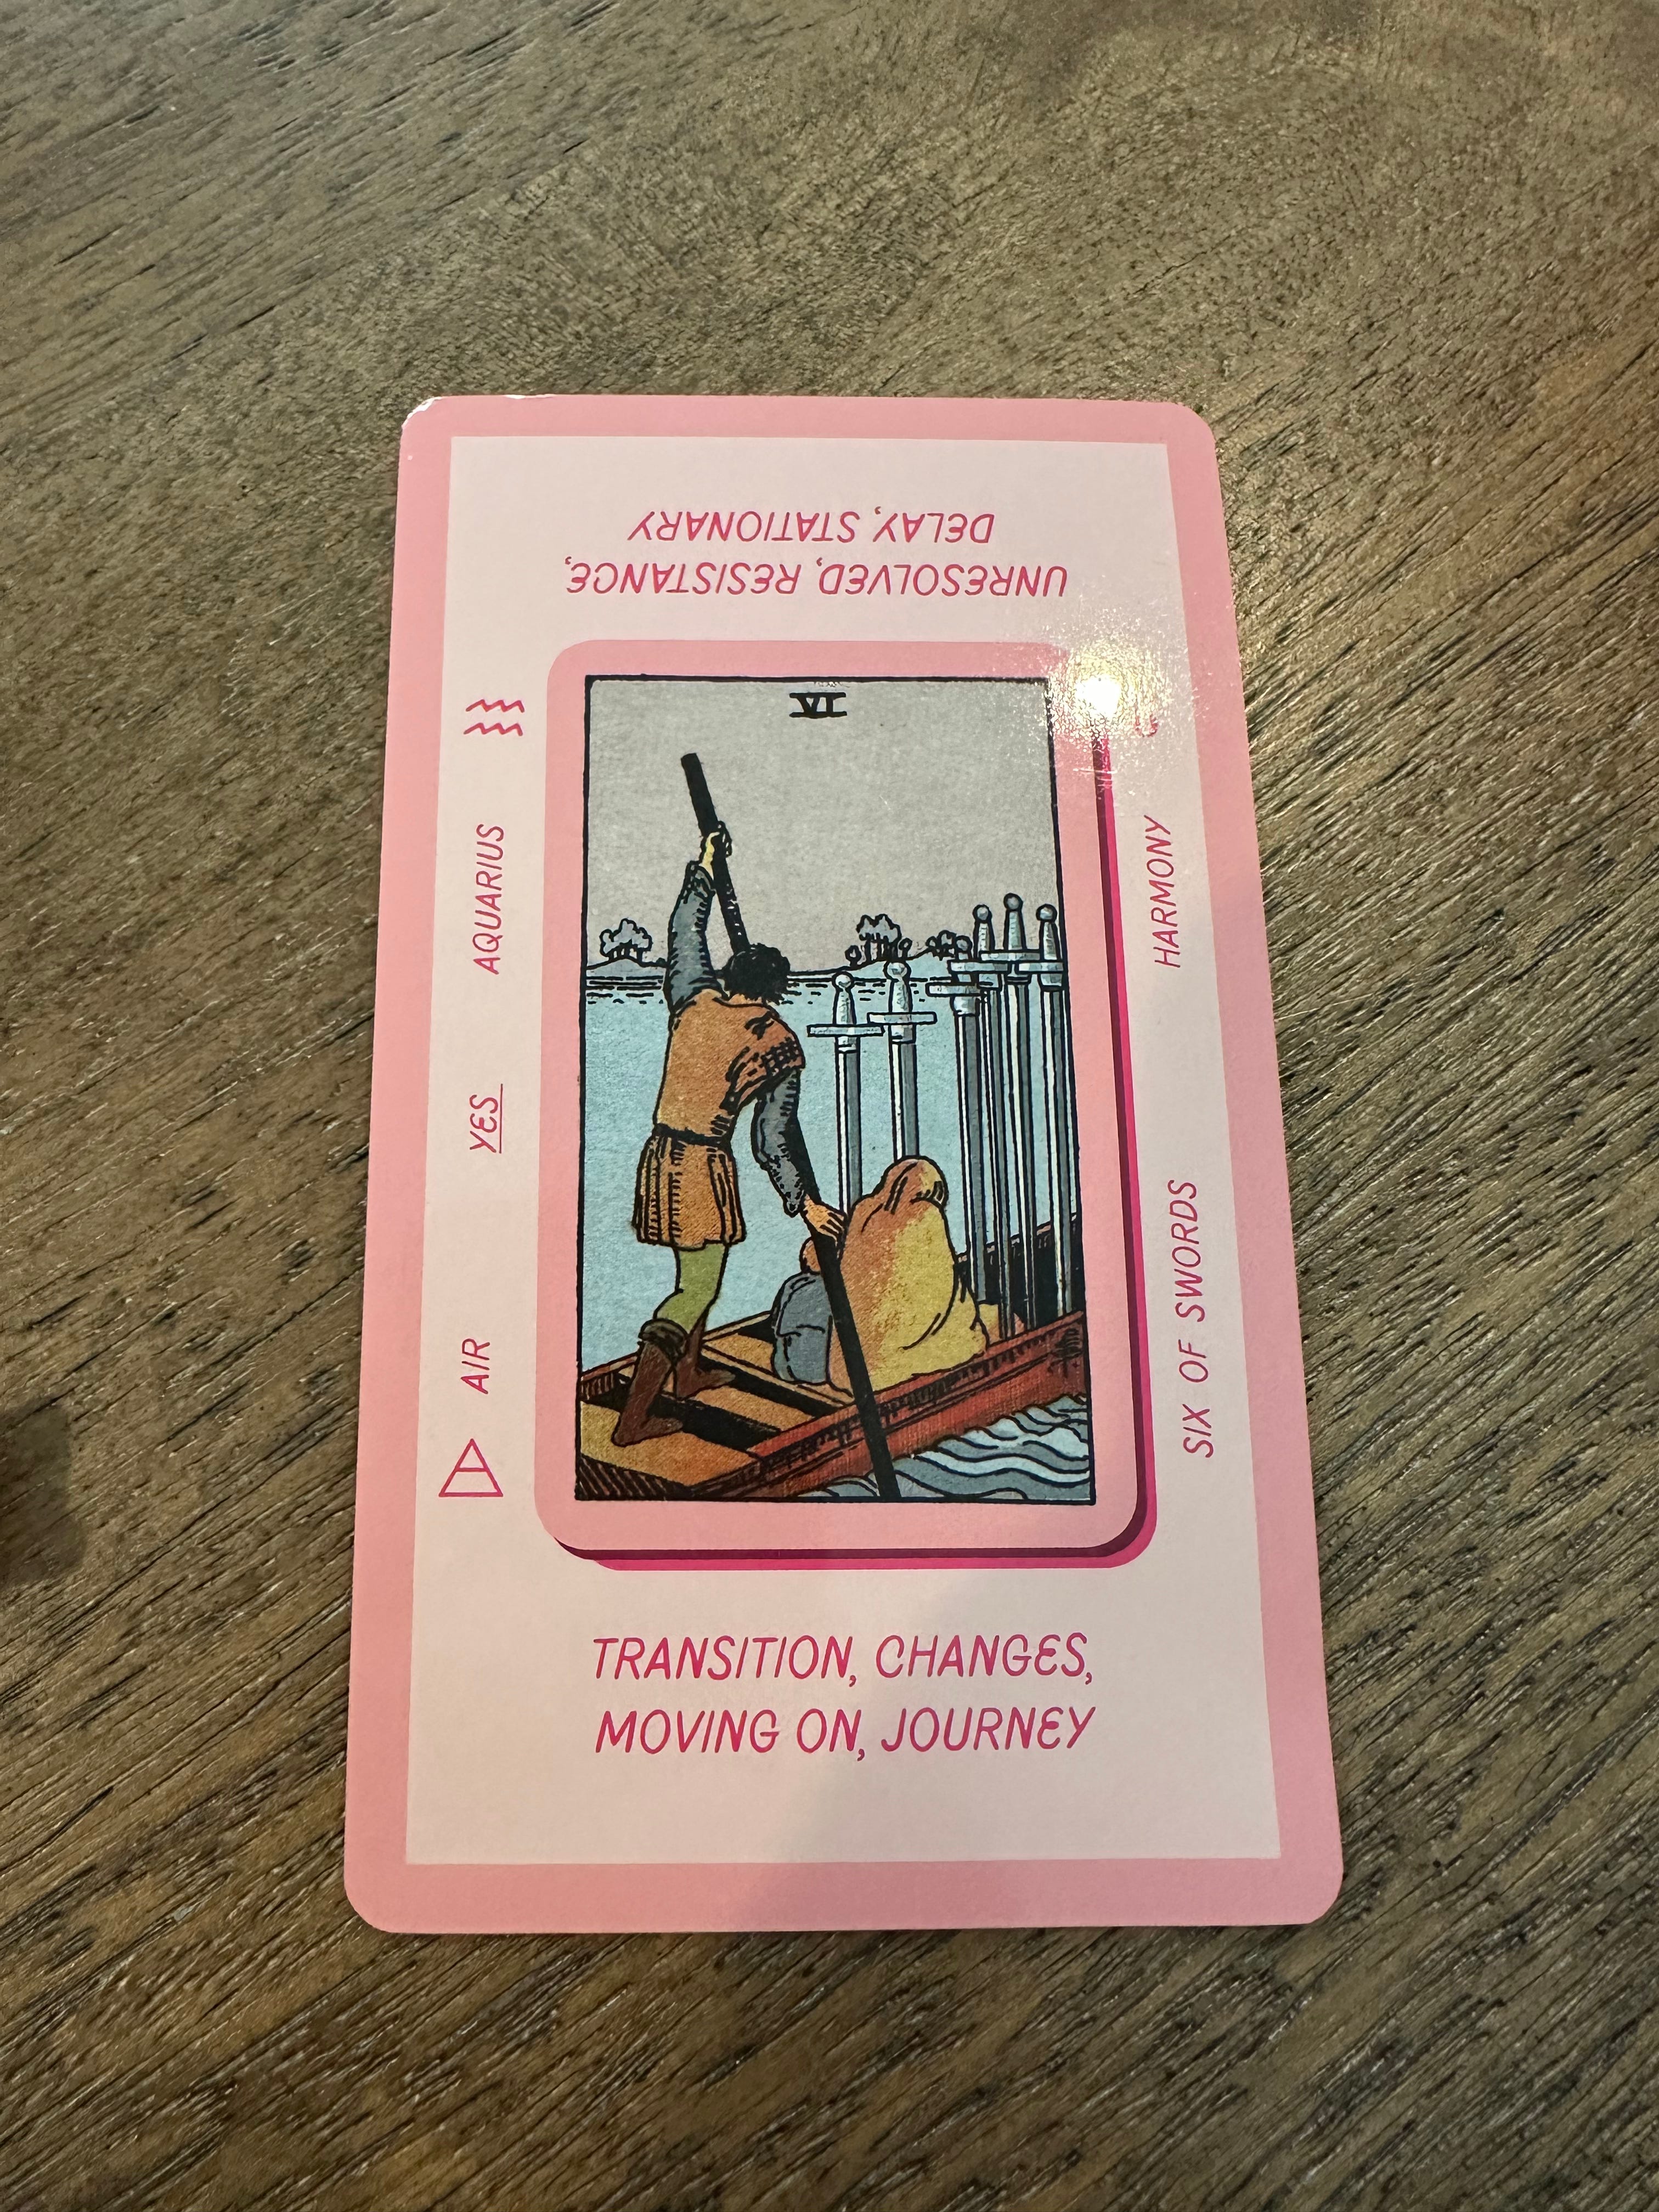 UNRESOLVED, RESISTANCE,
DELAY, STATIONARY
VI
AQUARIUS
YES
AIR
HARMONY
SIX OF SWORDS
TRANSITION, CHANGES,
MOVING ON, JOURNEY